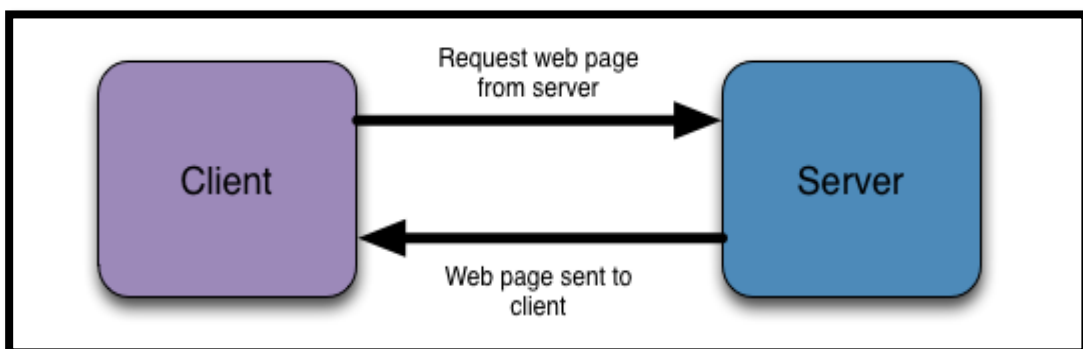 Request web page
from server
Client
Server
Web page sent to
client